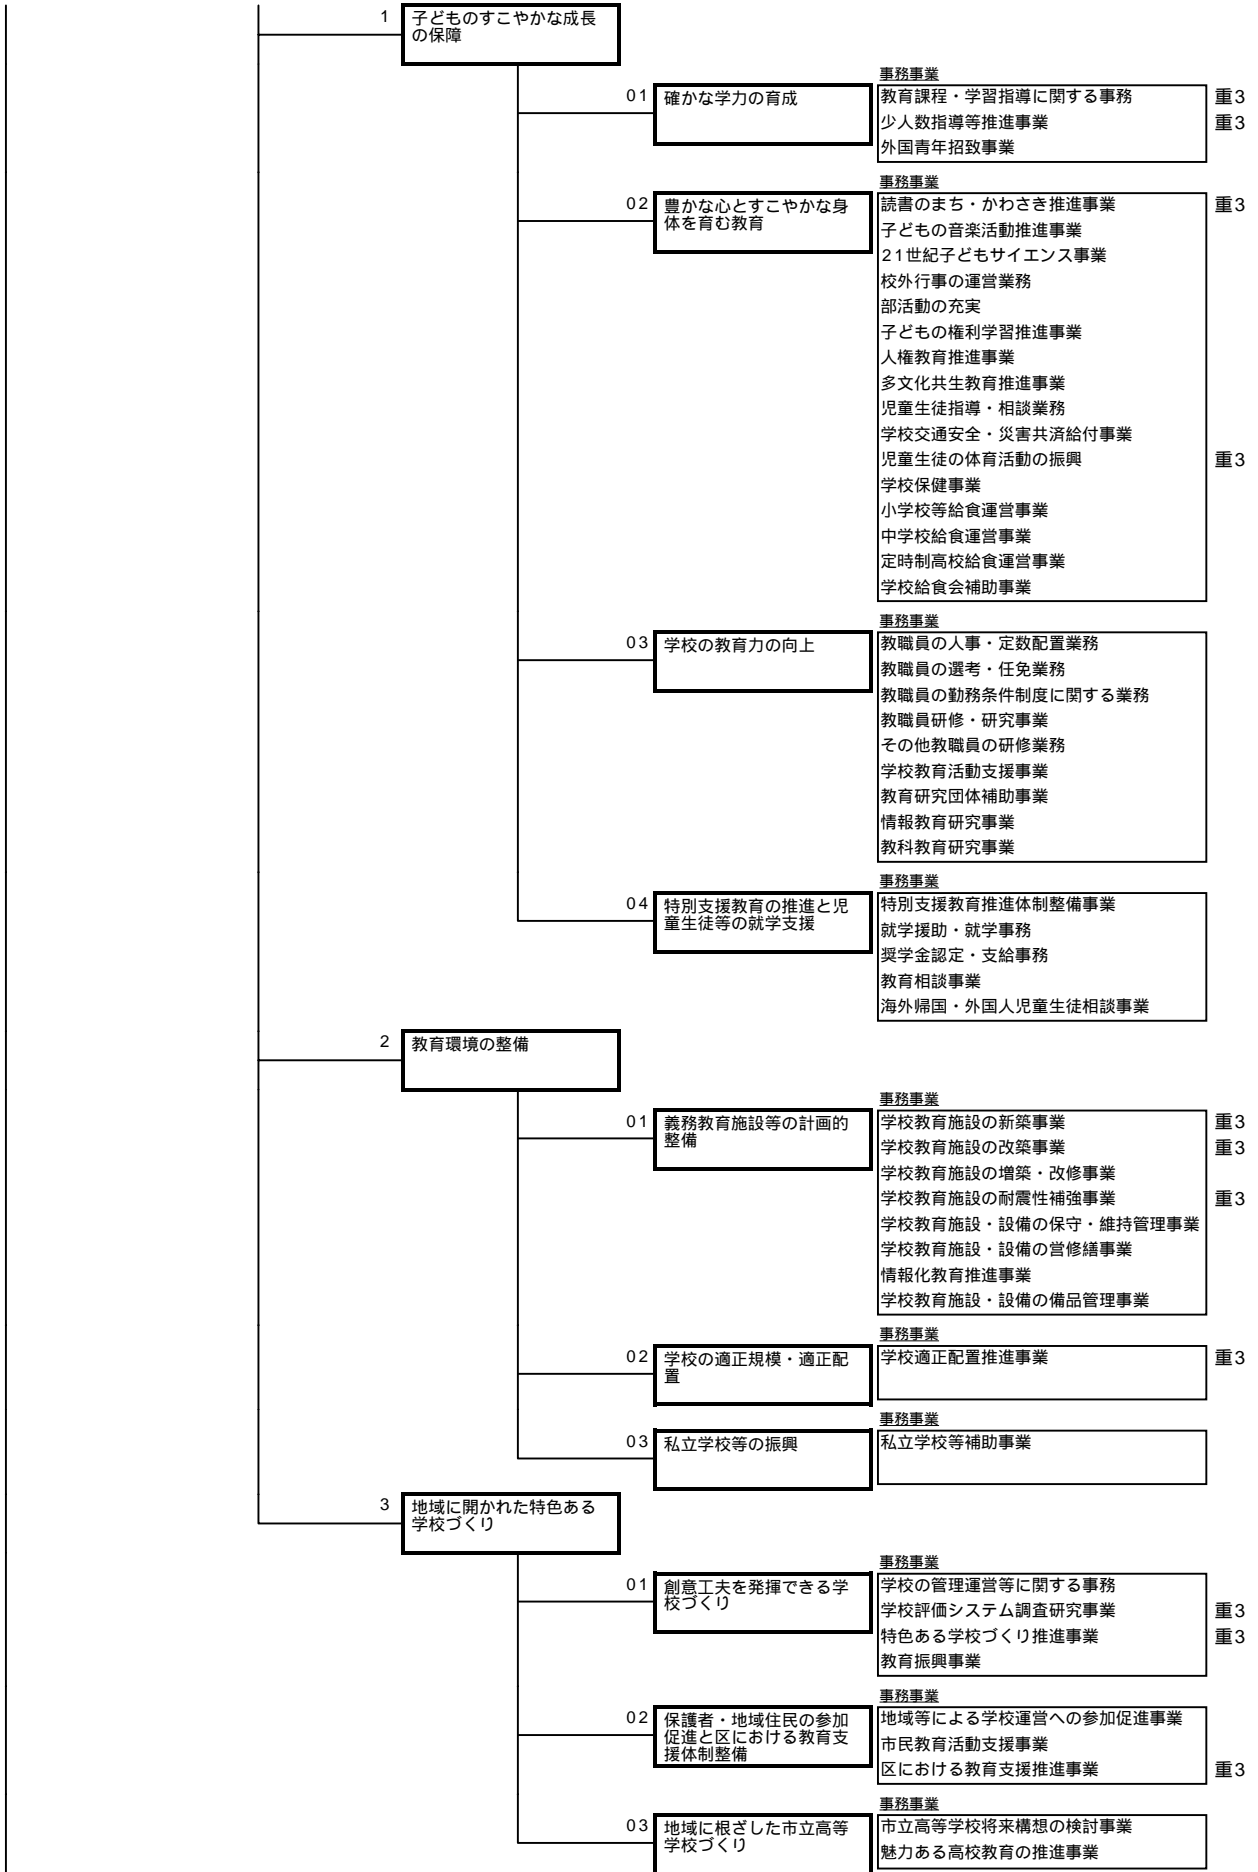 1 子どものすこやかな成長
の保障
事務事業
01 確かな学力の育成
教育課程・学習指導に関する事務 重3
少人数指導等推進事業 重3
外国青年招致事業
事務事業
02 豊かな心とすこやかな身
体を育む教育
読書のまち・かわさき推進事業 重3
子どもの音楽活動推進事業
21世紀子どもサイエンス事業
校外行事の運営業務
部活動の充実
子どもの権利学習推進事業
人権教育推進事業
多文化共生教育推進事業
児童生徒指導・相談業務
学校交通安全・災害共済給付事業
児童生徒の体育活動の振興 重3
学校保健事業
小学校等給食運営事業
中学校給食運営事業
定時制高校給食運営事業
学校給食会補助事業
事務事業
03 学校の教育力の向上
教職員の人事・定数配置業務
教職員の選考・任免業務
教職員の勤務条件制度に関する業務
教職員研修・研究事業
その他教職員の研修業務
学校教育活動支援事業
教育研究団体補助事業
情報教育研究事業
教科教育研究事業
事務事業
04 特別支援教育の推進と児
童生徒等の就学支援
特別支援教育推進体制整備事業
就学援助・就学事務
奨学金認定・支給事務
教育相談事業
海外帰国・外国人児童生徒相談事業
2 教育環境の整備
事務事業
01 義務教育施設等の計画的
整備
学校教育施設の新築事業 重3
学校教育施設の改築事業 重3
学校教育施設の増築・改修事業
学校教育施設の耐震性補強事業 重3
学校教育施設・設備の保守・維持管理事業
学校教育施設・設備の営修繕事業
情報化教育推進事業
学校教育施設・設備の備品管理事業
事務事業
02 学校の適正規模・適正配
置
学校適正配置推進事業 重3
事務事業
03 私立学校等の振興
私立学校等補助事業
3 地域に開かれた特色ある
学校づくり
事務事業
01 創意工夫を発揮できる学
校づくり
学校の管理運営等に関する事務
学校評価システム調査研究事業 重3
特色ある学校づくり推進事業 重3
教育振興事業
事務事業
02 保護者・地域住民の参加
促進と区における教育支
援体制整備
地域等による学校運営への参加促進事業
市民教育活動支援事業
区における教育支援推進事業 重3
事務事業
03 地域に根ざした市立高等
学校づくり
市立高等学校将来構想の検討事業
魅力ある高校教育の推進事業